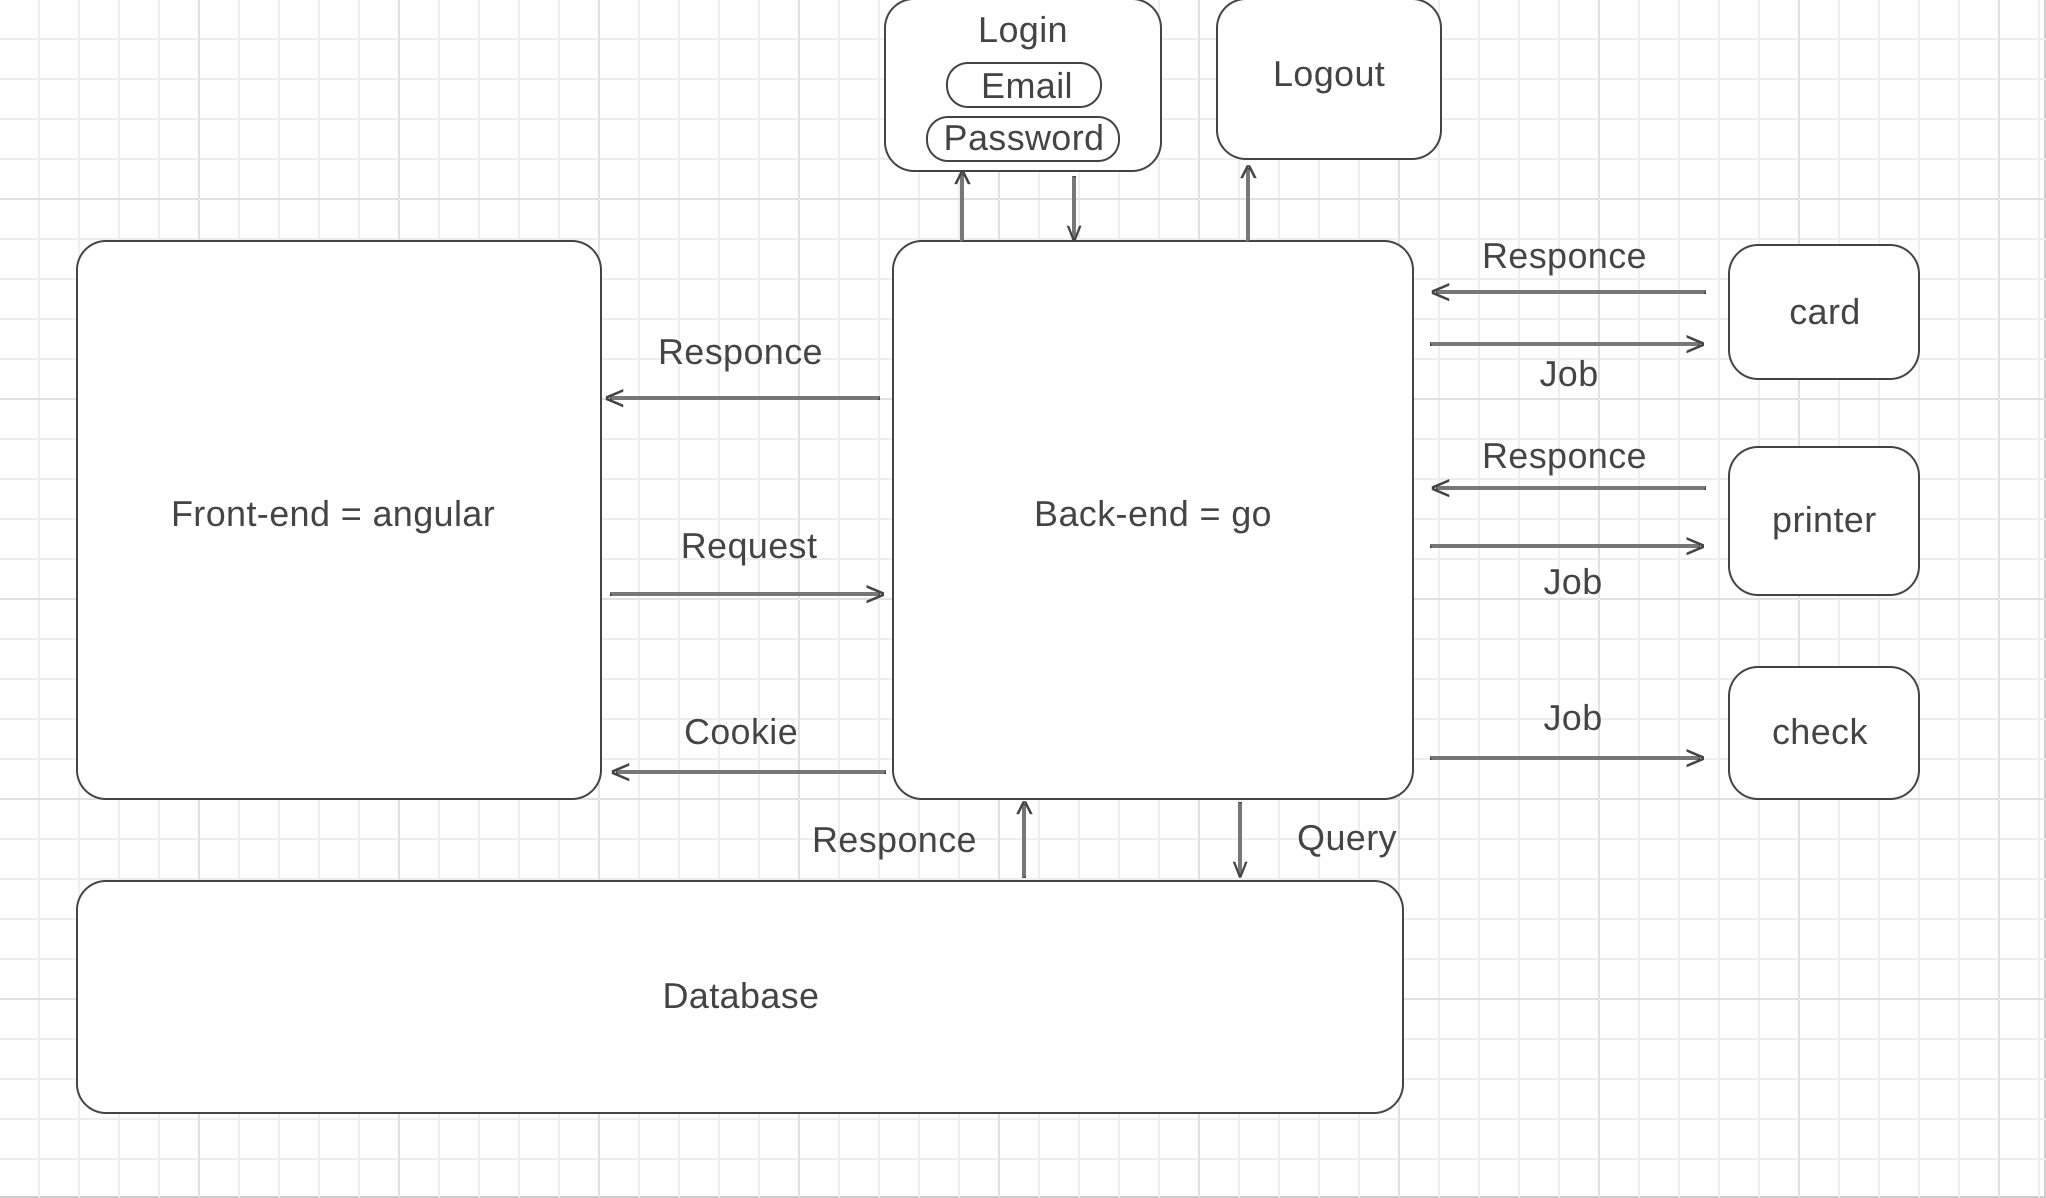 Login
Email
Password
Logout
Responce
card
Job
Responce
Front-end = angular
Request
Back-end = go
Responce
printer
Job
Cookie
Job
check
Responce
Query
Database